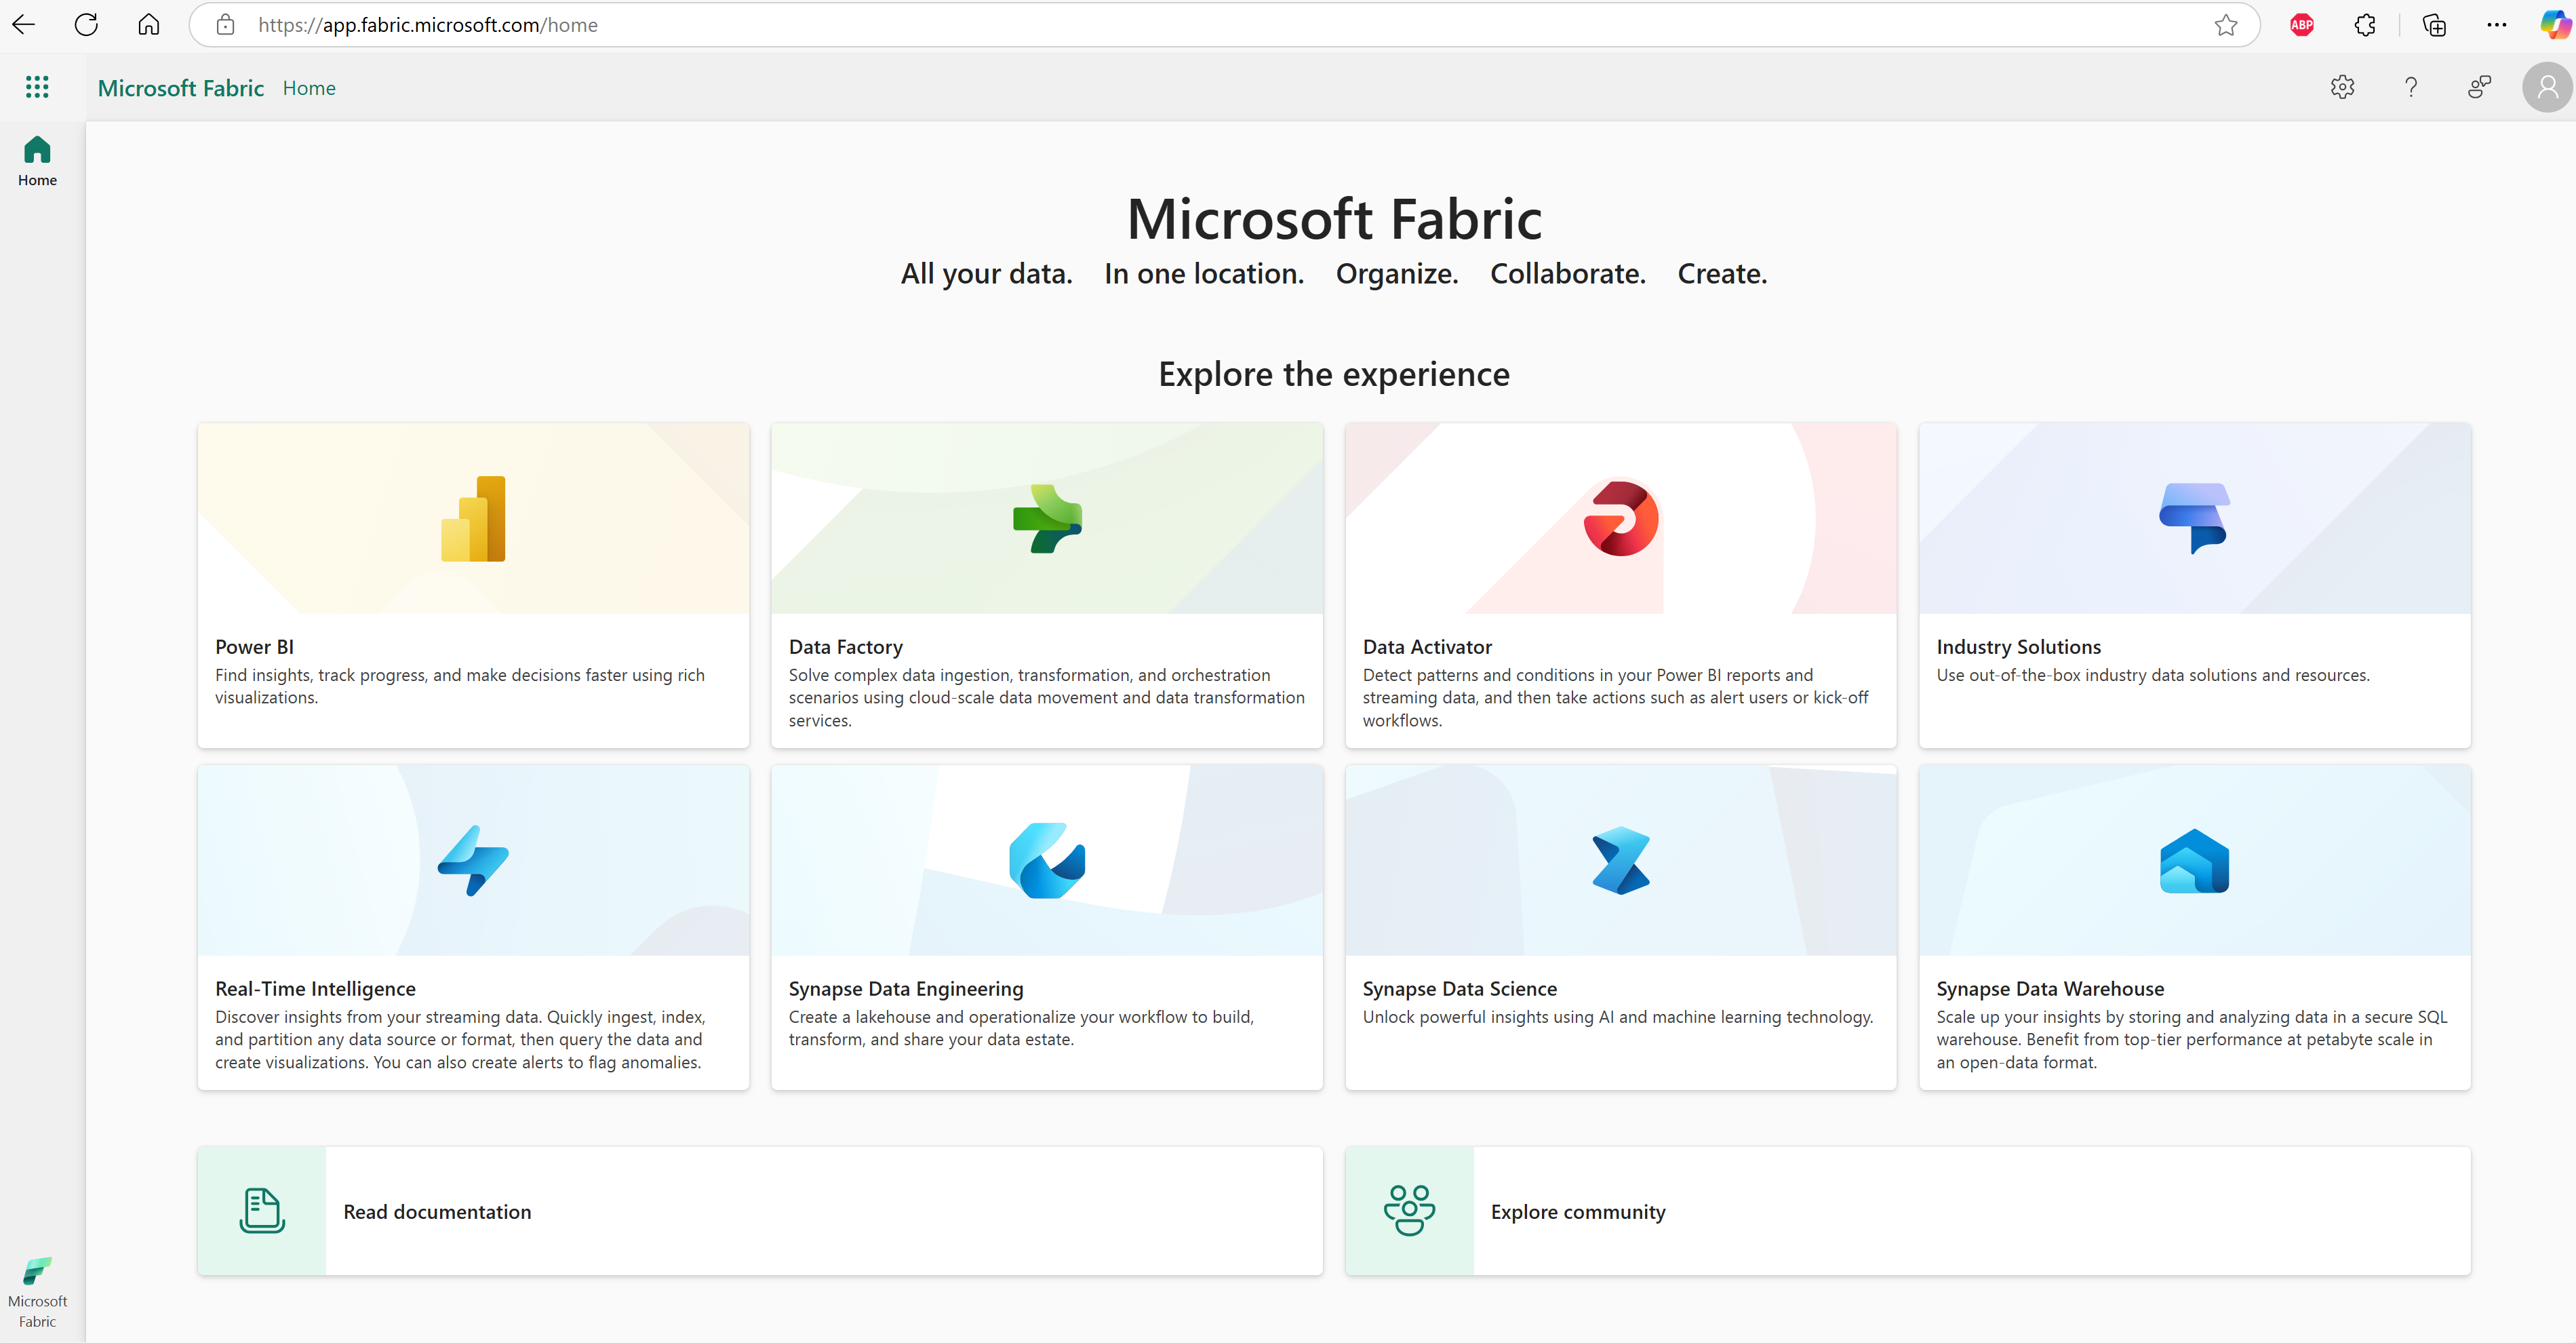 https://app.fabric.microsoft.com/home
ABP
Microsoft Fabric Home
Home
Microsoft Fabric
All your data. In one location. Organize. Collaborate. Create.
Explore the experience
Power BI
Find insights, track progress, and make decisions faster using rich
visualizations.
Data Factory
Solve complex data ingestion, transformation, and orchestration
scenarios using cloud-scale data movement and data transformation
services.
Data Activator
Detect patterns and conditions in your Power BI reports and
streaming data, and then take actions such as alert users or kick-off
workflows.
Industry Solutions
Use out-of-the-box industry data solutions and resources.
Real-Time Intelligence
Discover insights from your streaming data. Quickly ingest, index,
and partition any data source or format, then query the data and
create visualizations. You can also create alerts to flag anomalies.
Synapse Data Engineering
Create a lakehouse and operationalize your workflow to build,
transform, and share your data estate.
Synapse Data Science
Unlock powerful insights using AI and machine learning technology.
Synapse Data Warehouse
Scale up your insights by storing and analyzing data in a secure SQL
warehouse. Benefit from top-tier performance at petabyte scale in
an open-data format.
Read documentation
Explore community
Microsoft
Fabric